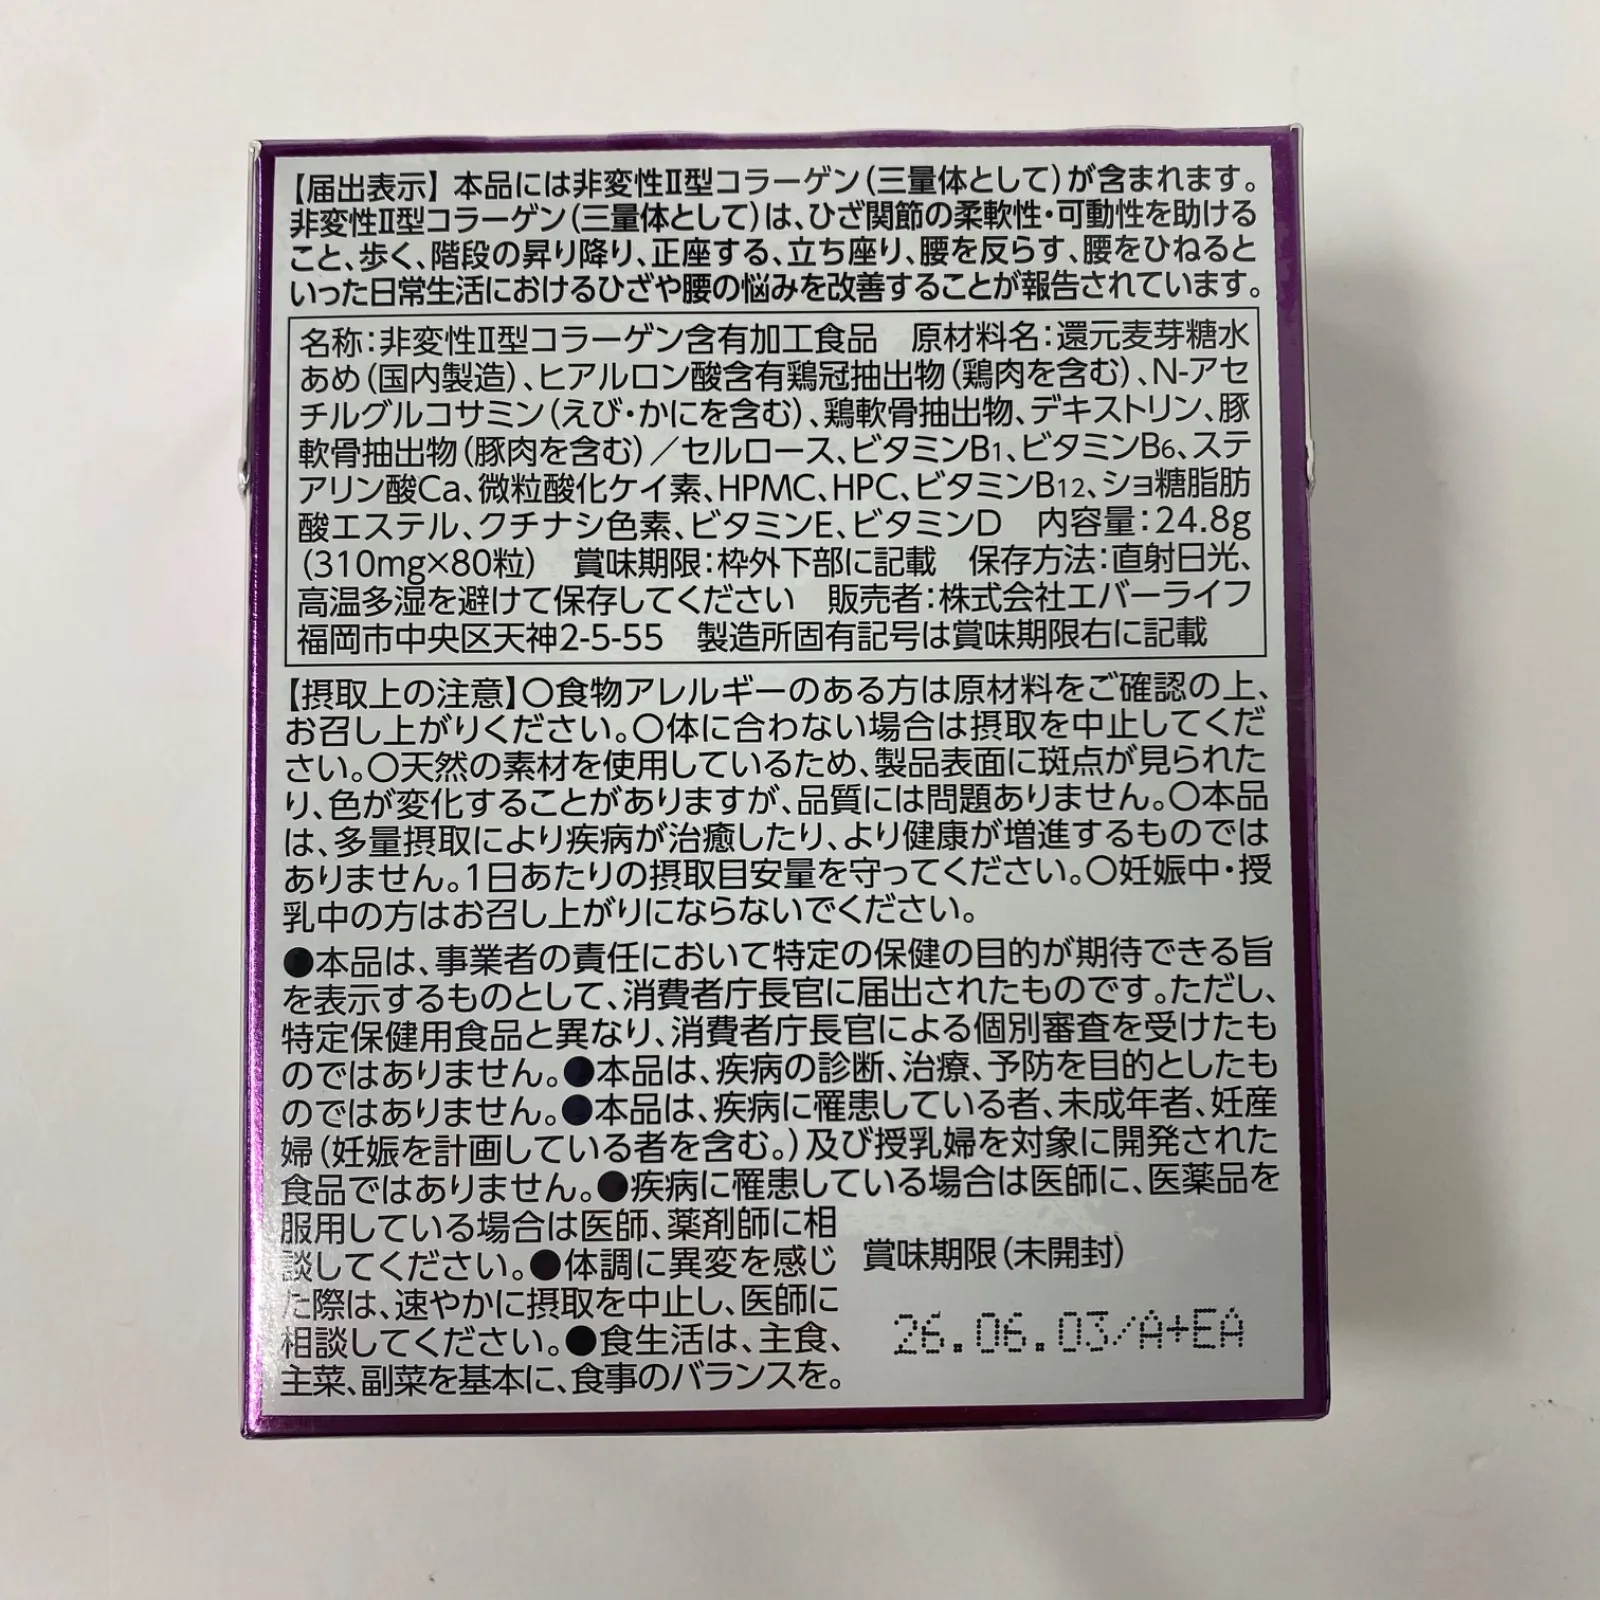 【届出表示】本品には非変性Ⅱ型コラーゲン(三量体として)が含まれます。
非変性Ⅱ型コラーゲン(三量体として)は、ひざ関節の柔軟性・可動性を助ける
こと、歩く、階段の昇り降り、正座する、立ち座り、腰を反らす、腰をひねると
いった日常生活におけるひざや腰の悩みを改善することが報告されています。
名称:非変性Ⅱ型コラーゲン含有加工食品 原材料名:還元麦芽糖水
あめ(国内製造)、ヒアルロン酸含有鶏冠抽出物(鶏肉を含む)、N-アセ
チルグルコサミン(えび・かにを含む)、鶏軟骨抽出物、デキストリン、豚
軟骨抽出物(豚肉を含む)/セルロース、ビタミンB1、ビタミンB6、ステ
アリン酸Ca、微粒酸化ケイ素、HPMC、HPC、ビタミンB12、ショ糖脂肪
酸エステル、クチナシ色素、ビタミンE、ビタミンD 内容量:24.8g
(310mg×80粒) 賞味期限:枠外下部に記載 保存方法:直射日光、
高温多湿を避けて保存してください 販売者:株式会社エバーライフ
福岡市中央区天神2-5-55 製造所固有記号は賞味期限右に記載
【摂取上の注意】○食物アレルギーのある方は原材料をご確認の上、
お召し上がりください。○体に合わない場合は摂取を中止してくだ
さい。○天然の素材を使用しているため、製品表面に斑点が見られた
り、色が変化することがありますが、品質には問題ありません。○本品
は、多量摂取により疾病が治癒したり、より健康が増進するものでは
ありません。1日あたりの摂取目安量を守ってください。○妊娠中・授
乳中の方はお召し上がりにならないでください。
●本品は、事業者の責任において特定の保健の目的が期待できる旨
を表示するものとして、消費者庁長官に届出されたものです。ただし、
特定保健用食品と異なり、消費者庁長官による個別審査を受けたも
のではありません。●本品は、疾病の診断、治療、予防を目的としたも
のではありません。●本品は、疾病に罹患している者、未成年者、妊産
婦(妊娠を計画している者を含む。)及び授乳婦を対象に開発された
食品ではありません。●疾病に罹患している場合は医師に、医薬品を
服用している場合は医師、薬剤師に相
談してください。●体調に異変を感じ
た際は、速やかに摂取を中止し、医師に
相談してください。●食生活は、主食、
主菜、副菜を基本に、食事のバランスを。
賞味期限(未開封)
26.06.03/A+EA